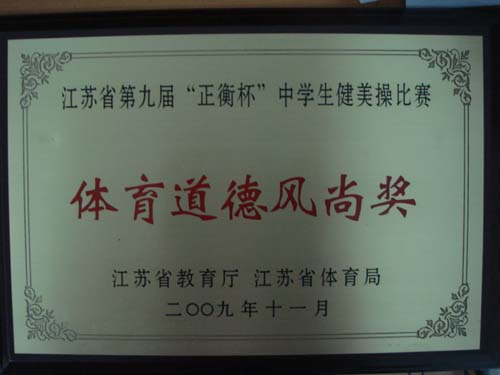 江苏省第九届“正衡杯”中学生健美操比赛
体育道德风尚奖
江苏省教育厅 江苏省体育局
二〇〇九年十一月